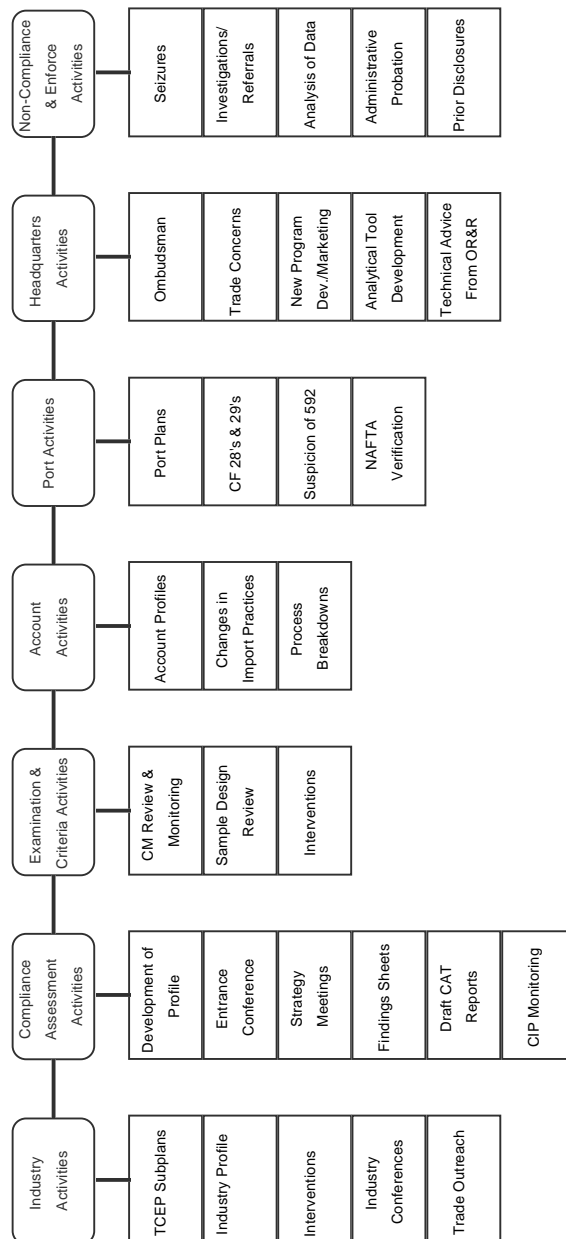 Industry
Activities
TCEP Subplans
Industry Profile
Interventions
Industry
Conferences
Trade Outreach
Compliance
Assessment
Activities
Development of
Profile
Entrance
Conference
Strategy
Meetings
Findings Sheets
Draft CAT
Reports
CIP Monitoring
Examination &
Criteria Activities
CM Review &
Monitoring
Sample Design
Review
Interventions
Account
Activities
Account Profiles
Changes in
Import Practices
Process
Breakdowns
Port Activities
Port Plans
CF 28's & 29's
Suspicion of 592
NAFTA
Verification
Headquarters
Activities
Ombudsman
Trade Concerns
New Program
Dev./Marketing
Analytical Tool
Development
Technical Advice
From OR&R
Non-Compliance
& Enforce
Activities
Seizures
Investigations/
Referrals
Analysis of Data
Administrative
Probation
Prior Disclosures